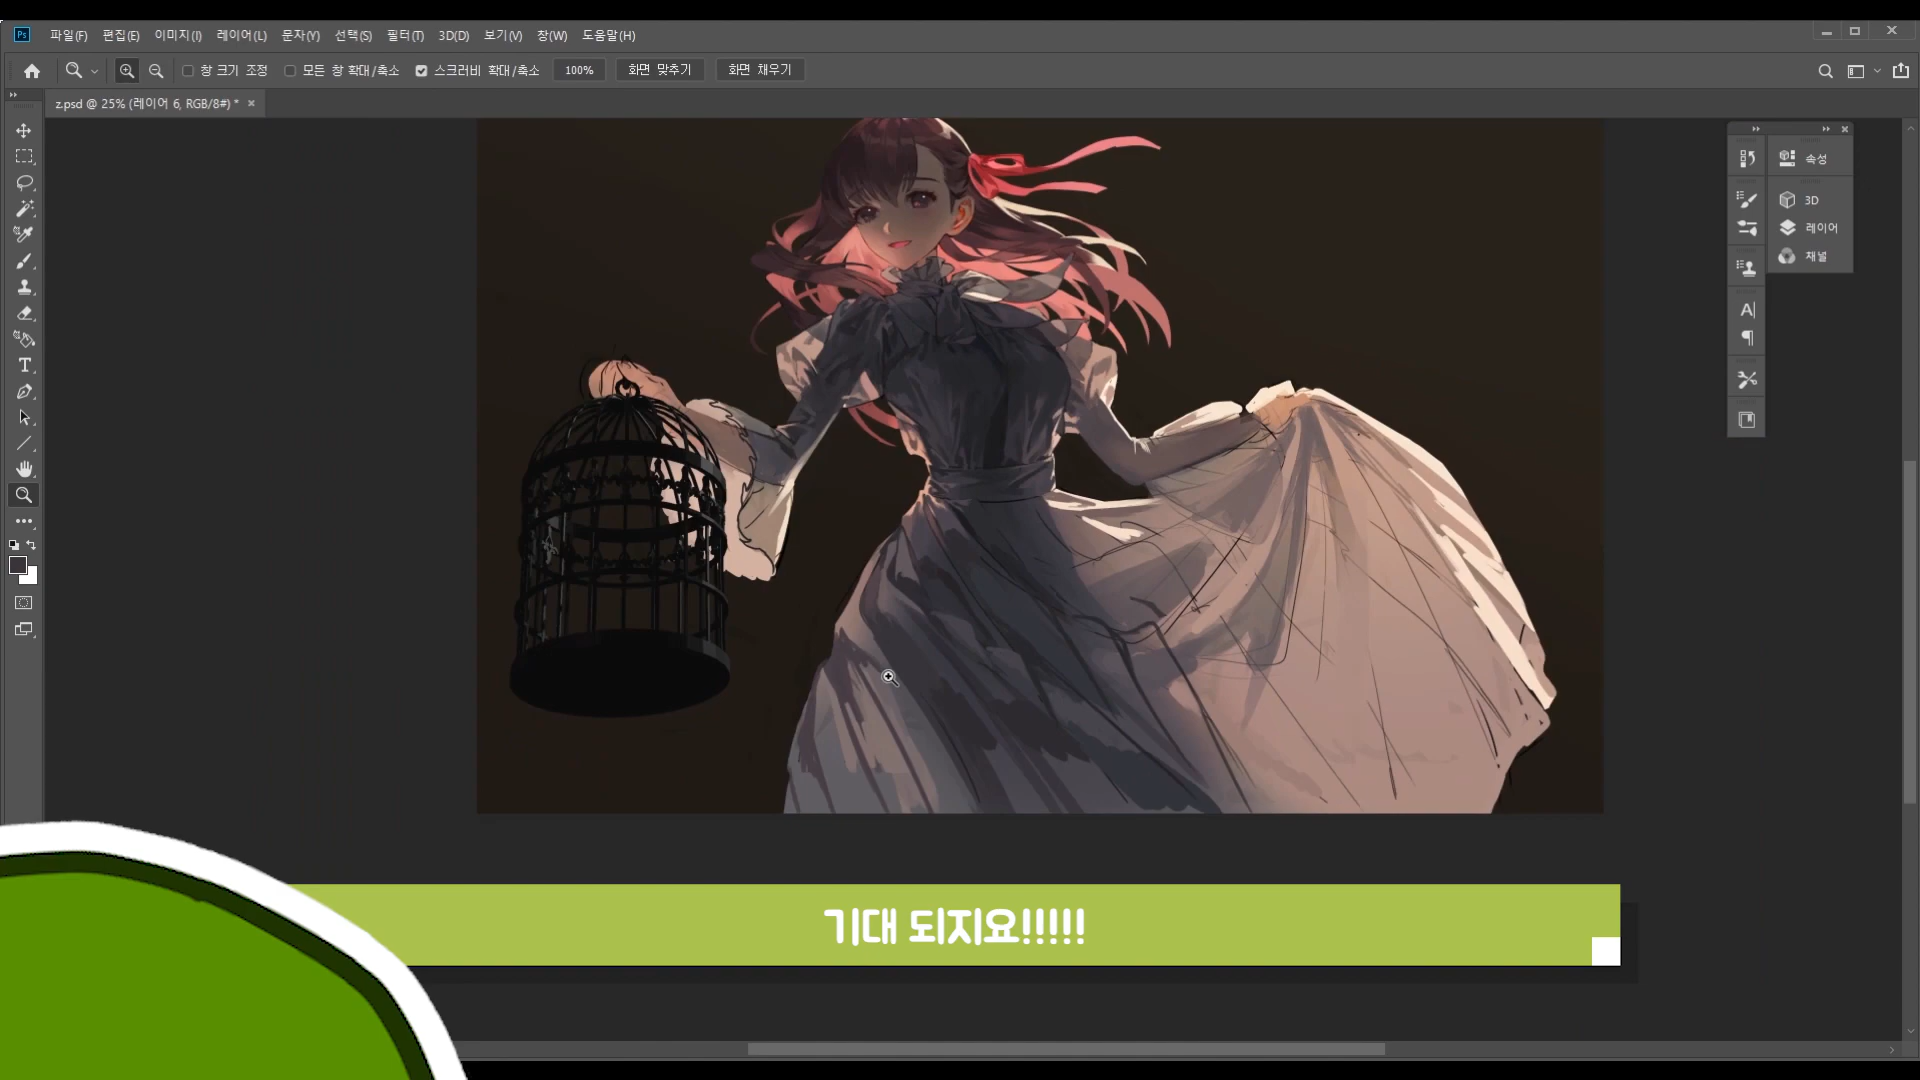 Ps 파일(F) 편집(E) 이미지(I) 레이어(L) 문자(Y) 선택(S) 필터(T) 3D(D) 보기(V) 창(W) 도움말(H)
창 크기 조정 모든 창 확대/축소 스크러비 확대/축소 100% 화면 맞추기 화면 채우기
z.psd @ 25% (레이어 6, RGB/8#) *
속성
3D
레이어
채널
기대 되지요!!!!!